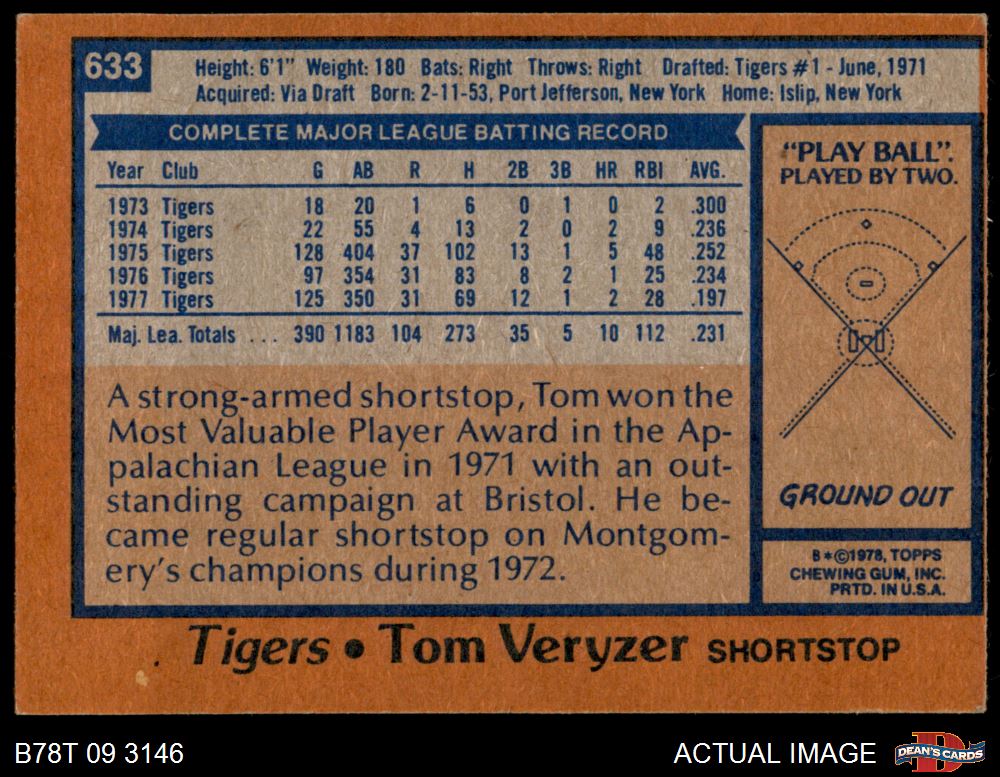 633
Height: 6'1" Weight: 180 Bats: Right Throws: Right Drafted: Tigers #1 - June, 1971
Acquired: Via Draft Born: 2-11-53, Port Jefferson, New York Home: Islip, New York
COMPLETE MAJOR LEAGUE BATTING RECORD
Year Club G AB R H 2B 3B HR RBI AVG.
1973 Tigers 18 20 1 6 0 1 0 2 .300
1974 Tigers 22 55 4 13 2 0 2 9 .236
1975 Tigers 128 404 37 102 13 1 5 48 .252
1976 Tigers 97 354 31 83 8 2 1 25 .234
1977 Tigers 125 350 31 69 12 1 2 28 .197
Maj. Lea. Totals ... 390 1183 104 273 35 5 10 112 .231
A strong-armed shortstop, Tom won the
Most Valuable Player Award in the Ap-
palachian League in 1971 with an out-
standing campaign at Bristol. He be-
came regular shortstop on Montgom-
ery's champions during 1972.
"PLAY BALL".
PLAYED BY TWO.
GROUND OUT
B*©1978, TOPPS
CHEWING GUM, INC.
PRTD. IN U.S.A.
Tigers • Tom Veryzer SHORTSTOP
B78T 09 3146
ACTUAL IMAGE
D
DEAN'S CARDS